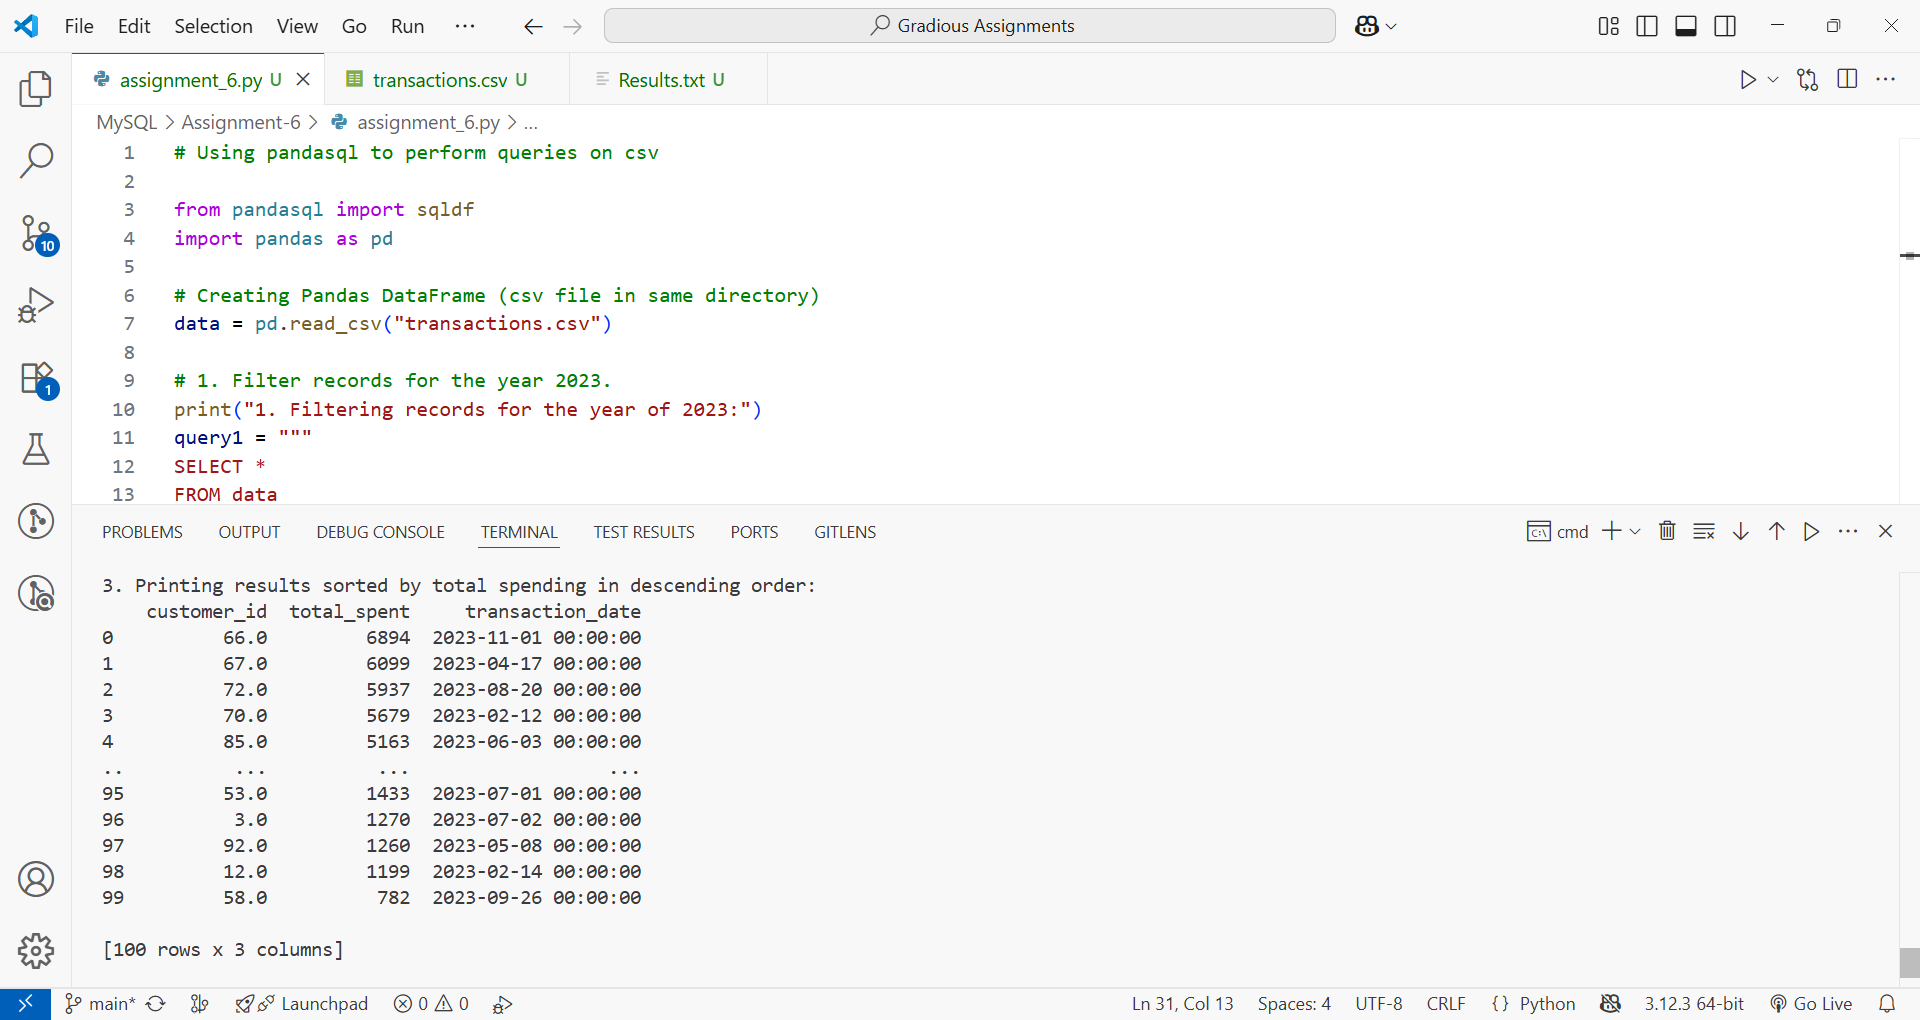 File Edit Selection View Go Run ··· Gradious Assignments
assignment_6.py U transactions.csv U Results.txt U
MySQL > Assignment-6 > assignment_6.py > ...
1 # Using pandasql to perform queries on csv
2
3 from pandasql import sqldf
4 import pandas as pd
5
6 # Creating Pandas DataFrame (csv file in same directory)
7 data = pd.read_csv("transactions.csv")
8
9 # 1. Filter records for the year 2023.
10 print("1. Filtering records for the year of 2023:")
11 query1 = """
12 SELECT *
13 FROM data
10
1
PROBLEMS OUTPUT DEBUG CONSOLE TERMINAL TEST RESULTS PORTS GITLENS cmd
3. Printing results sorted by total spending in descending order:
customer_id total_spent transaction_date
0 66.0 6894 2023-11-01 00:00:00
1 67.0 6099 2023-04-17 00:00:00
2 72.0 5937 2023-08-20 00:00:00
3 70.0 5679 2023-02-12 00:00:00
4 85.0 5163 2023-06-03 00:00:00
.. ... ... ...
95 53.0 1433 2023-07-01 00:00:00
96 3.0 1270 2023-07-02 00:00:00
97 92.0 1260 2023-05-08 00:00:00
98 12.0 1199 2023-02-14 00:00:00
99 58.0 782 2023-09-26 00:00:00
[100 rows x 3 columns]
main* Launchpad 0 0 Ln 31, Col 13 Spaces: 4 UTF-8 CRLF {} Python 3.12.3 64-bit Go Live